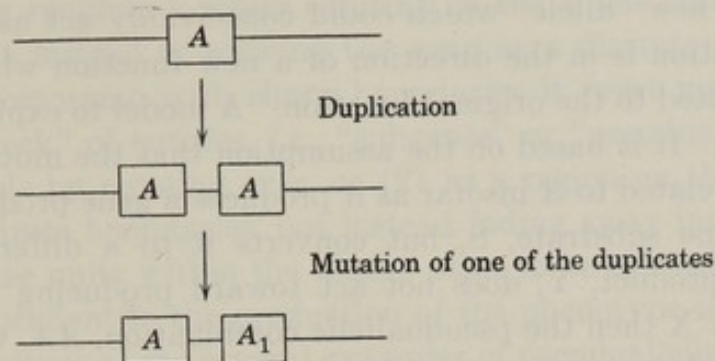 A
Duplication
A A
Mutation of one of the duplicates
A A₁